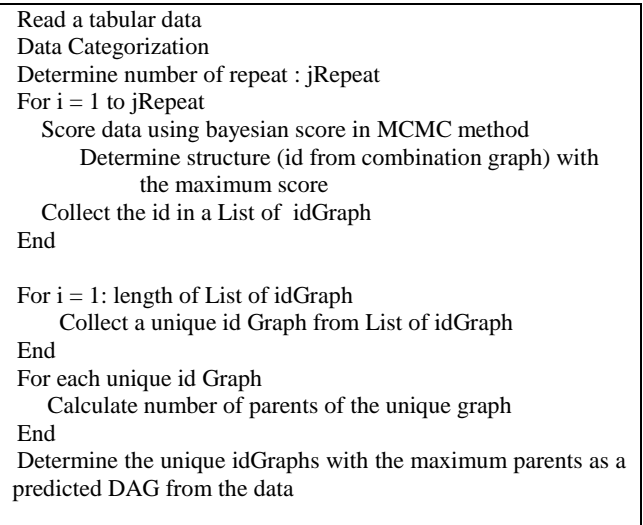 Read a tabular data
Data Categorization
Determine number of repeat : jRepeat
For i = 1 to jRepeat
Score data using bayesian score in MCMC method
Determine structure (id from combination graph) with
the maximum score
Collect the id in a List of idGraph
End
For i = 1: length of List of idGraph
Collect a unique id Graph from List of idGraph
End
For each unique id Graph
Calculate number of parents of the unique graph
End
Determine the unique idGraphs with the maximum parents as a
predicted DAG from the data